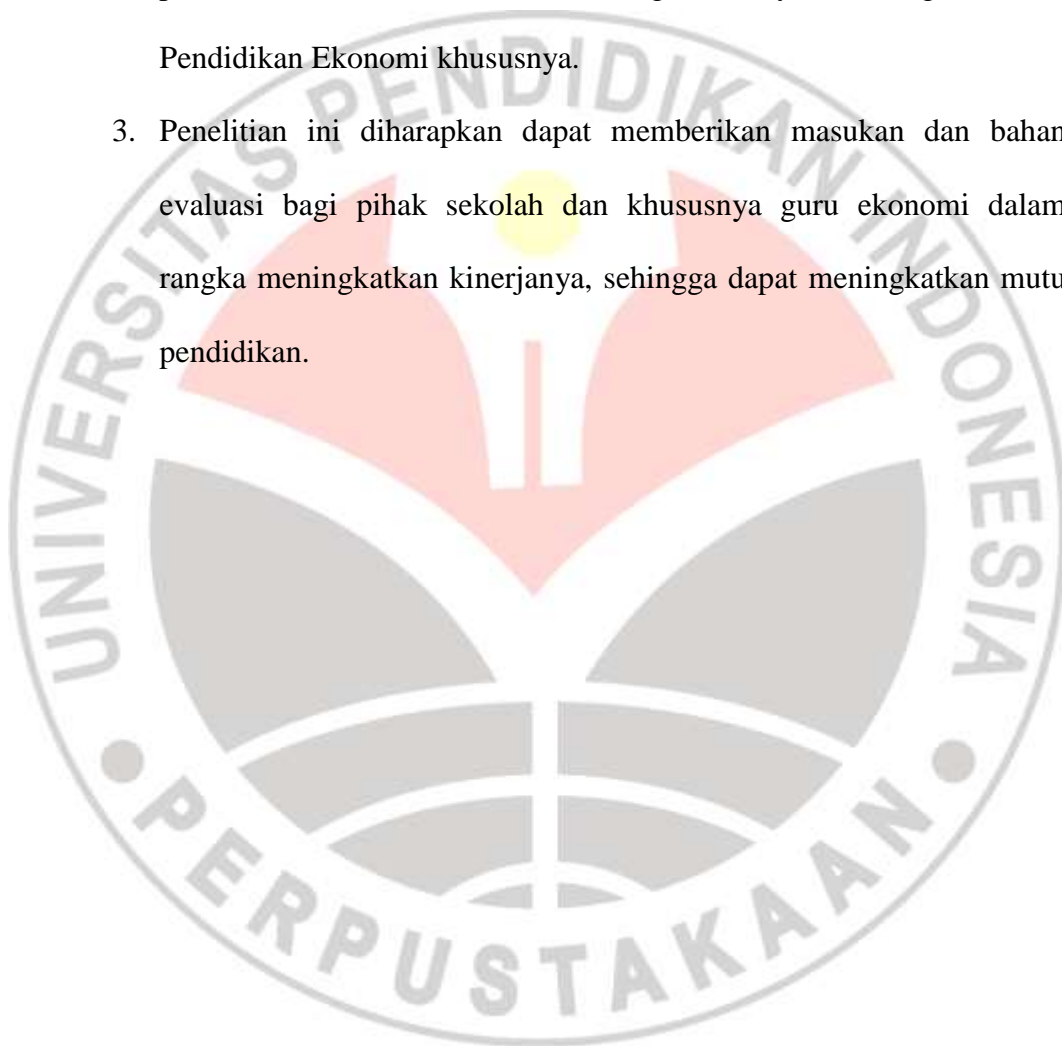 Pendidikan Ekonomi khususnya.
3. Penelitian ini diharapkan dapat memberikan masukan dan bahan
evaluasi bagi pihak sekolah dan khususnya guru ekonomi dalam
rangka meningkatkan kinerjanya, sehingga dapat meningkatkan mutu
pendidikan.
UNIVERSITAS PENDIDIKAN INDONESIA
PERPUSTAKAAN